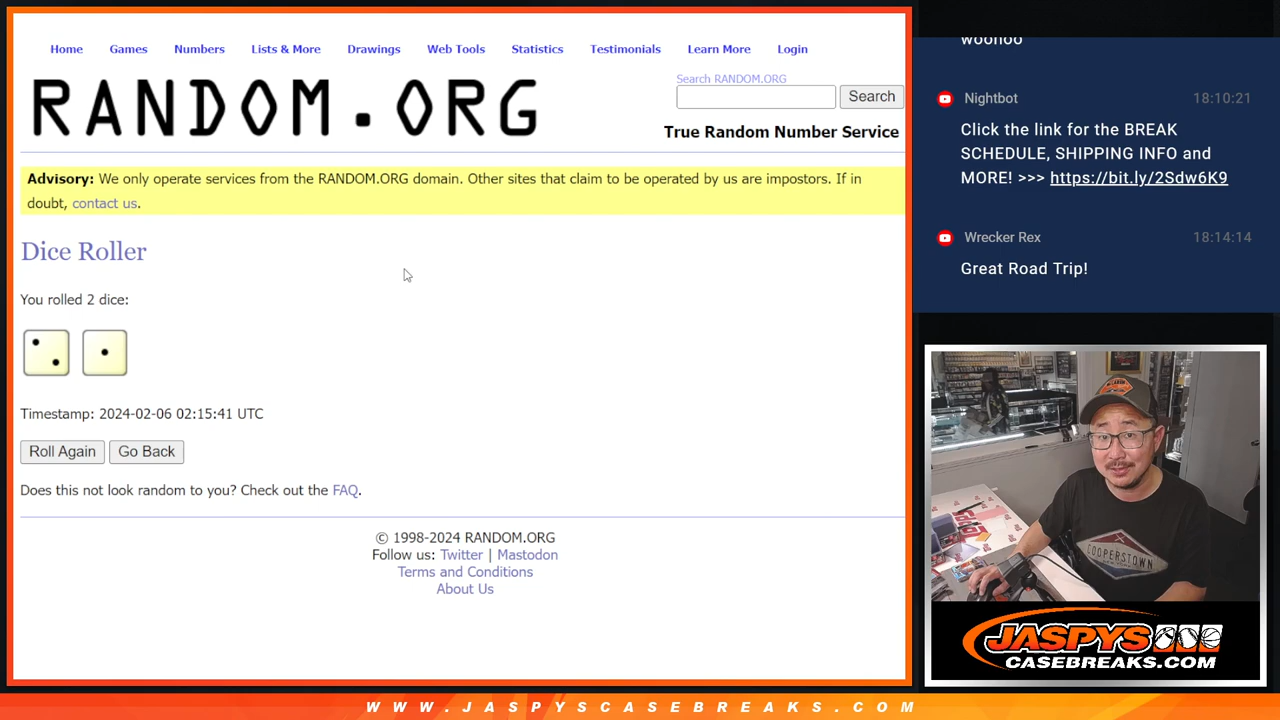 Home Games Numbers Lists & More Drawings Web Tools Statistics Testimonials Learn More Login
RANDOM.ORG
Search RANDOM.ORG
Search
True Random Number Service
Advisory: We only operate services from the RANDOM.ORG domain. Other sites that claim to be operated by us are impostors. If in
doubt, contact us.
Dice Roller
You rolled 2 dice:
Timestamp: 2024-02-06 02:15:41 UTC
Roll Again Go Back
Does this not look random to you? Check out the FAQ.
© 1998-2024 RANDOM.ORG
Follow us: Twitter | Mastodon
Terms and Conditions
About Us
woohoo
Nightbot 18:10:21
Click the link for the BREAK
SCHEDULE, SHIPPING INFO and
MORE! >>> https://bit.ly/2Sdw6K9
Wrecker Rex 18:14:14
Great Road Trip!
COOPERSTOWN
JASPYS
CASEBREAKS.COM
WWW.JASPYSCASEBREAKS.COM